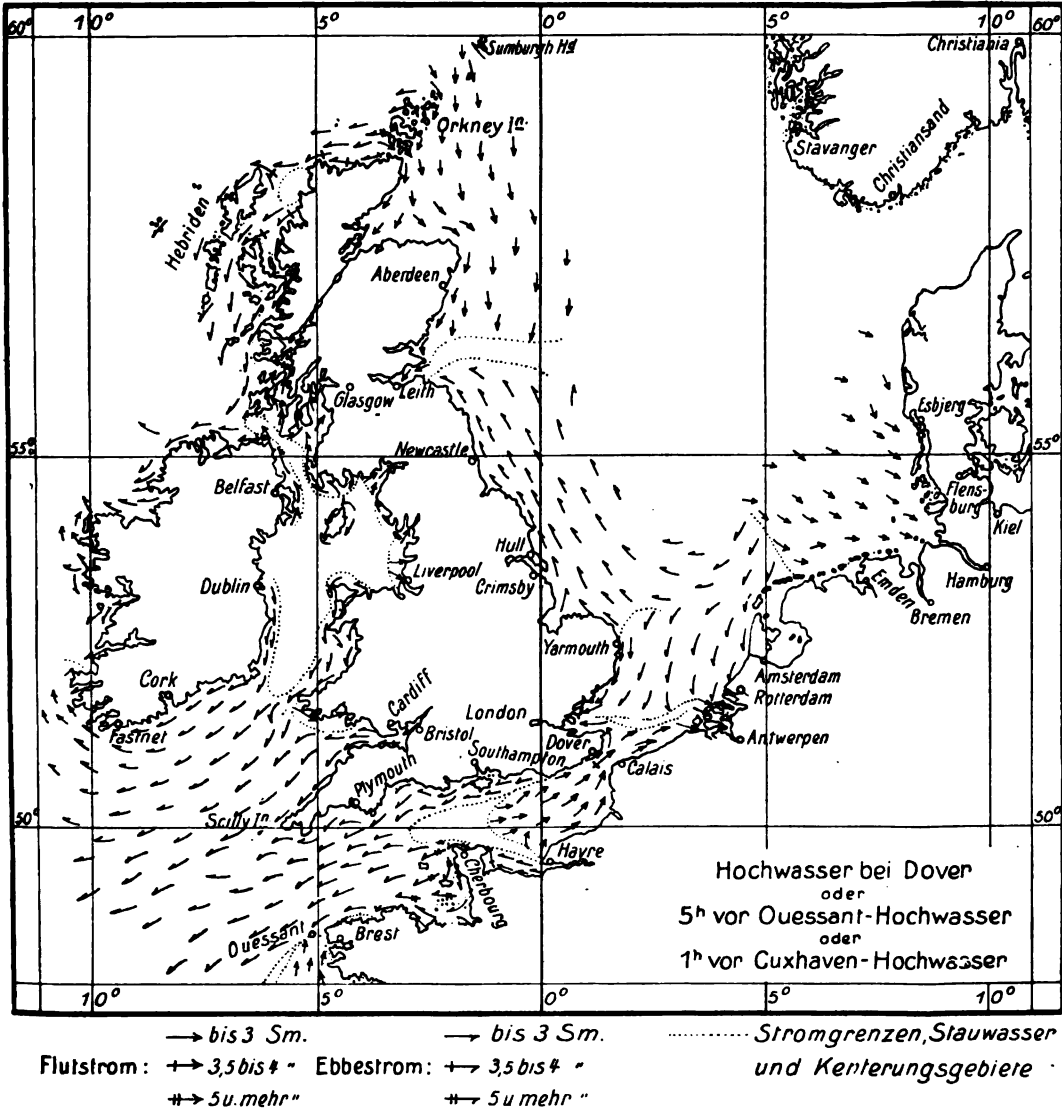 10° 5° 0° 5° 10°
60° 60°
Sumburgh Hd
Christiania
Orkney In.
Stavanger
Christiansand
Hebriden
Aberdeen
Glasgow
Leith
Esbjerg
55° 55°
Newcastle
Belfast
Flens-
burg
Kiel
Hull
Dublin
Liverpool
Crimsby
Hamburg
Emden
Bremen
Yarmouth
Cork
Amsterdam
Cardiff
Rotterdam
London
Fastnet
Bristol
Dover
Antwerpen
Southampton
Calais
Plymouth
Scilly In
50° 50°
Havre
Cherbourg
Hochwasser bei Dover
oder
5h vor Ouessant-Hochwasser
oder
1h vor Cuxhaven-Hochwasser
Ouessant
Brest
10° 5° 0° 5° 10°
bis 3 Sm. bis 3 Sm. Stromgrenzen, Stauwasser
Flutstrom: 3,5 bis 4 " Ebbestrom: 3,5 bis 4 " und Kenterungsgebiete
5 u. mehr " 5 u mehr "